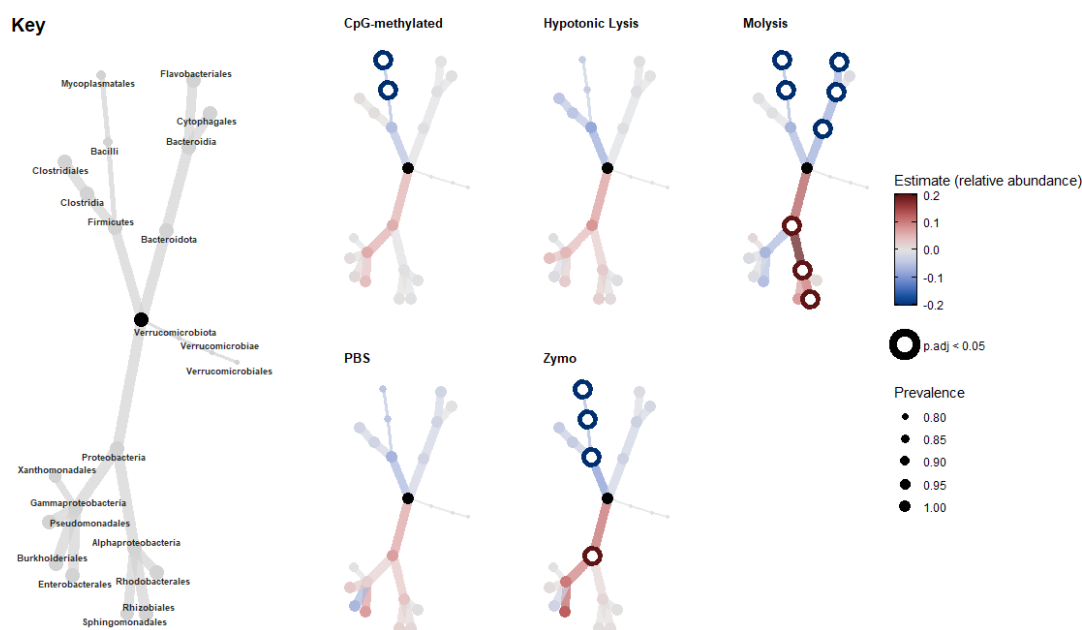 Key
CpG-methylated
Hypotonic Lysis
Molysis
Mycoplasmatales
Flavobacteriales
Cytophagales
Bacteroidia
Bacilli
Clostridiales
Clostridia
Firmicutes
Bacteroidota
Verrucomicrobiota
Verrucomicrobiae
Verrucomicrobiales
Proteobacteria
Xanthomonadales
Gammaproteobacteria
Pseudomonadales
Alphaproteobacteria
Burkholderiales
Enterobacterales
Rhodobacterales
Rhizobiales
Sphingomonadales
PBS
Zymo
Estimate (relative abundance)
0.2
0.1
0.0
-0.1
-0.2
p.adj < 0.05
Prevalence
0.80
0.85
0.90
0.95
1.00